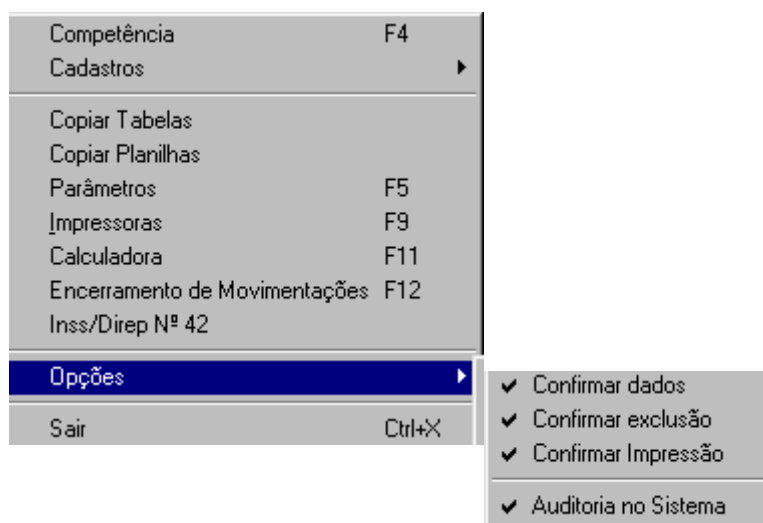 Competência F4
Cadastros
Copiar Tabelas
Copiar Planilhas
Parâmetros F5
Impressoras F9
Calculadora F11
Encerramento de Movimentações F12
Inss/Direp Nº 42
Opções
Sair Ctrl+X
Confirmar dados
Confirmar exclusão
Confirmar Impressão
Auditoria no Sistema